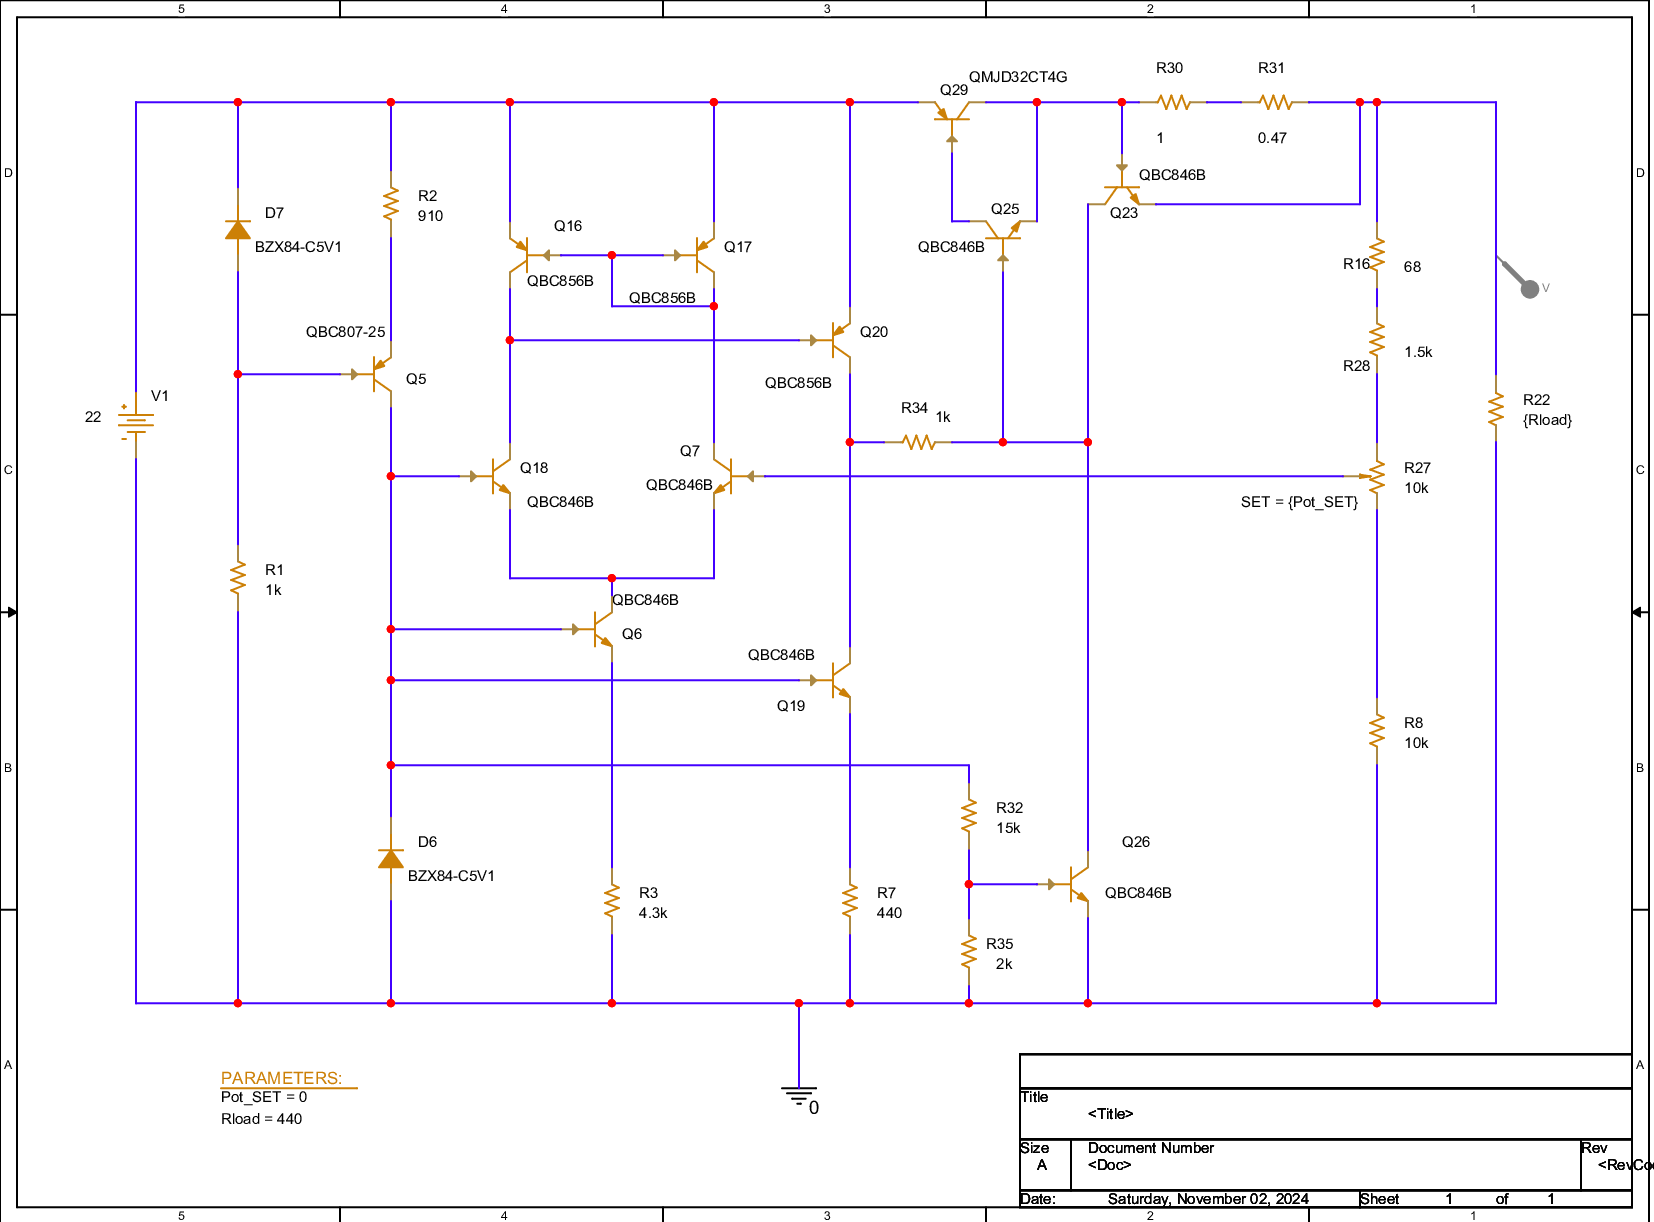 5 4 3 2 1
D
D
C
C
B
B
A
A
R30
R31
QMJD32CT4G
Q29
1
0.47
QBC846B
R2
910
D7
BZX84-C5V1
Q16
QBC856B
Q17
QBC856B
Q25
QBC846B
Q23
R16
68
V
QBC807-25
Q5
Q20
QBC856B
R28
1.5k
V1
22
R34
1k
R22
{Rload}
Q18
QBC846B
Q7
QBC846B
R27
10k
SET = {Pot_SET}
R1
1k
QBC846B
Q6
QBC846B
Q19
R8
10k
R32
15k
D6
BZX84-C5V1
Q26
QBC846B
R3
4.3k
R7
440
R35
2k
PARAMETERS:
Pot_SET = 0
Rload = 440
0
Title
<Title>
Size
A
Document Number
<Doc>
Rev
<RevCo
Date: Saturday, November 02, 2024 Sheet 1 of 1
5 4 3 2 1